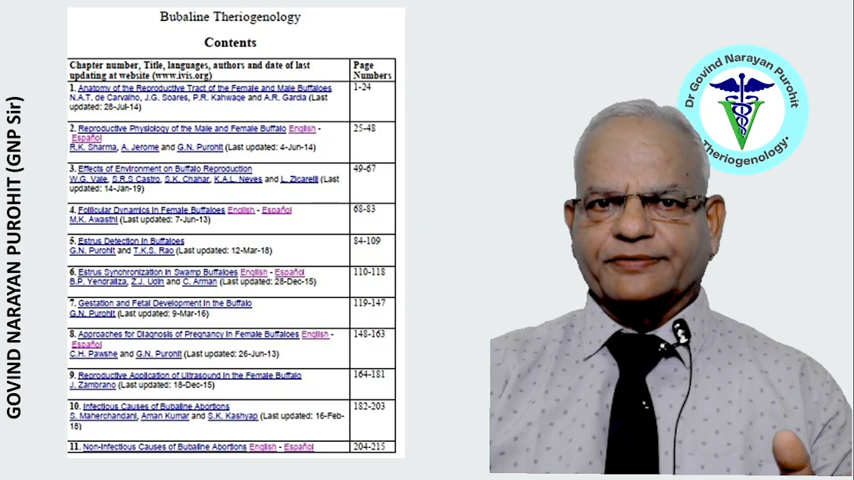 GOVIND NARAYAN PUROHIT (GNP Sir)
Bubaline Theriogenology
Contents
Chapter number, Title, languages, authors and date of last updating at website (www.ivis.org)
Page Numbers
1. Anatomy of the Reproductive Tract of the Female and Male Buffaloes
N.A.T. de Carvalho, J.G. Soares, P.R. Kahwage and A.R. Garcia (Last
updated: 28-Jul-14)
1-24
2. Reproductive Physiology of the Male and Female Buffalo English -
Español
R.K. Sharma, A. Jerome and G.N. Purohit (Last updated: 4-Jun-14)
25-48
3. Effects of Environment on Buffalo Reproduction
W.G. Vale, S.R.S Castro, S.K. Chahar, K.A.L. Neves and L. Zicarelli (Last
updated: 14-Jan-19)
49-67
4. Follicular Dynamics in Female Buffaloes English - Español
M.K. Awasthi (Last updated: 7-Jun-13)
68-83
5. Estrus Detection in Buffaloes
G.N. Purohit and T.K.S. Rao (Last updated: 12-Mar-18)
84-109
6. Estrus Synchronization in Swamp Buffaloes English - Español
B.P. Yendraliza, Z.J. Udin and C. Arman (Last updated: 28-Dec-15)
110-118
7. Gestation and Fetal Development in the Buffalo
G.N. Purohit (Last updated: 9-Mar-16)
119-147
8. Approaches for Diagnosis of Pregnancy in Female Buffaloes English -
Español
C.H. Pawshe and G.N. Purohit (Last updated: 26-Jun-13)
148-163
9. Reproductive Application of Ultrasound in the Female Buffalo
J. Zambrano (Last updated: 18-Dec-15)
164-181
10. Infectious Causes of Bubaline Abortions
S. Maherchandani, Aman Kumar and S.K. Kashyap (Last updated: 16-Feb-
18)
182-203
11. Non-Infectious Causes of Bubaline Abortions English - Español
204-215
Dr Govind Narayan Purohit
Theriogenology
V